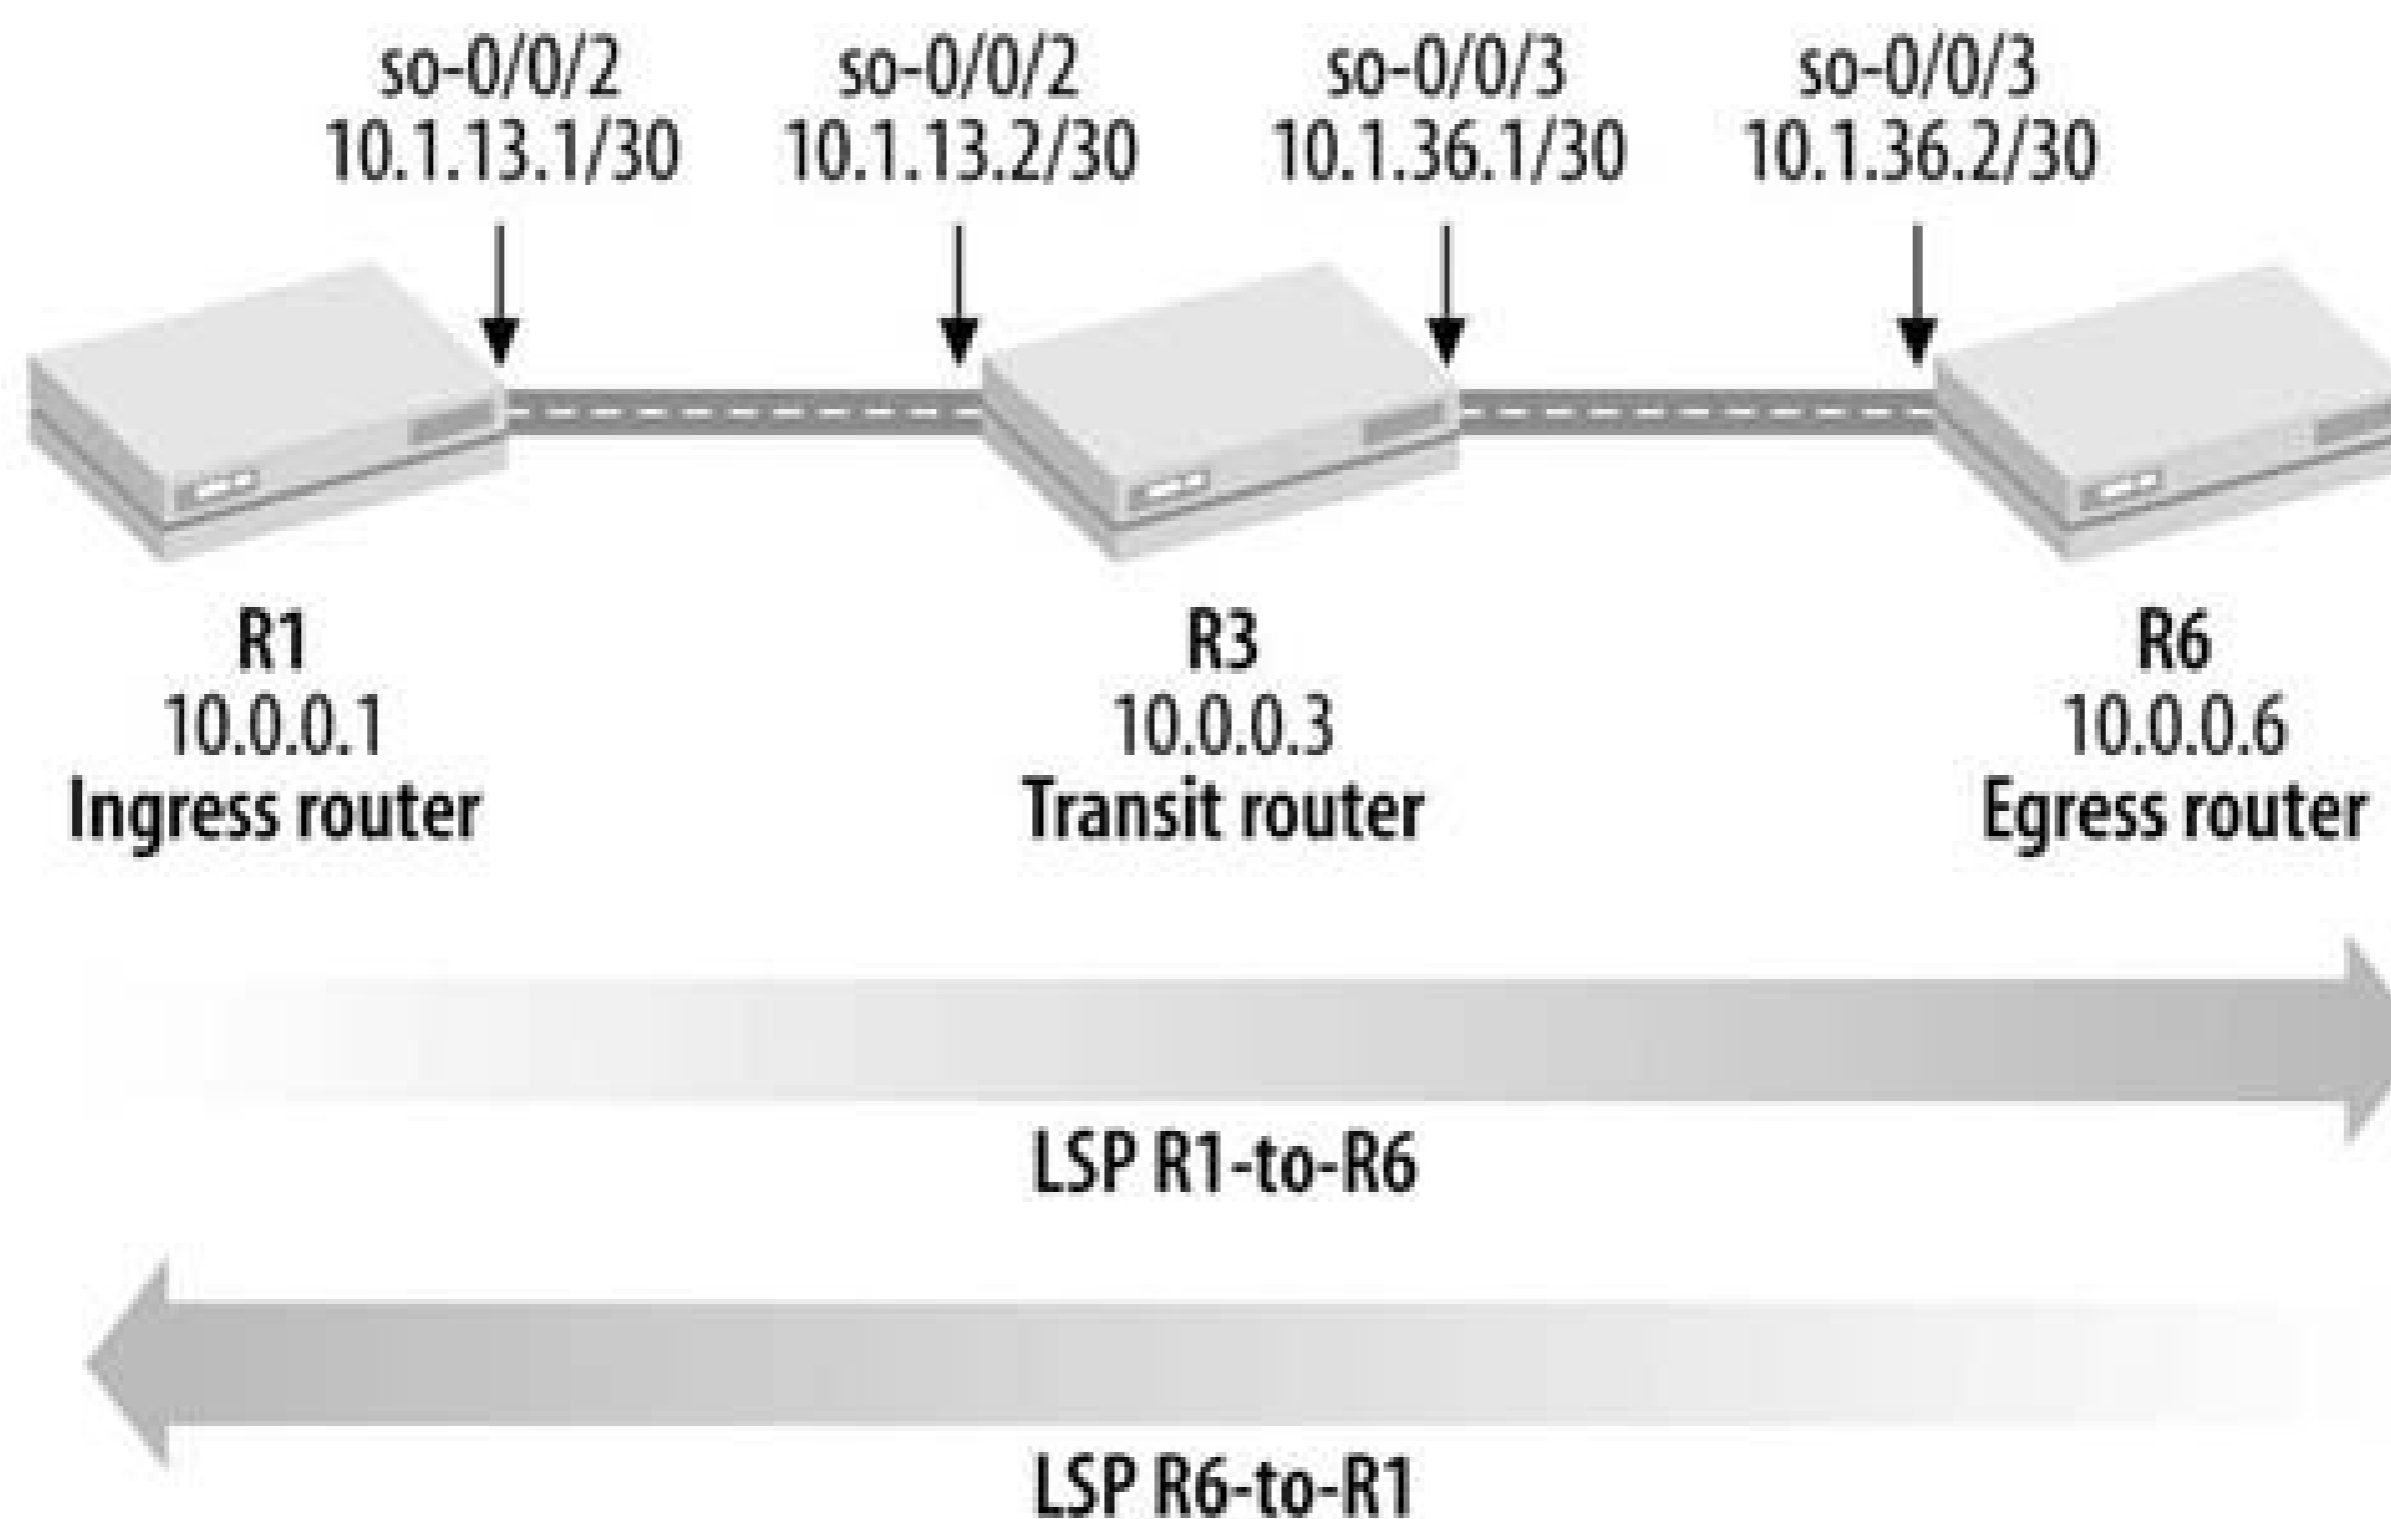 so-0/0/2
10.1.13.1/30
so-0/0/2
10.1.13.2/30
so-0/0/3
10.1.36.1/30
so-0/0/3
10.1.36.2/30
R1
10.0.0.1
Ingress router
R3
10.0.0.3
Transit router
R6
10.0.0.6
Egress router
LSP R1-to-R6
LSP R6-to-R1